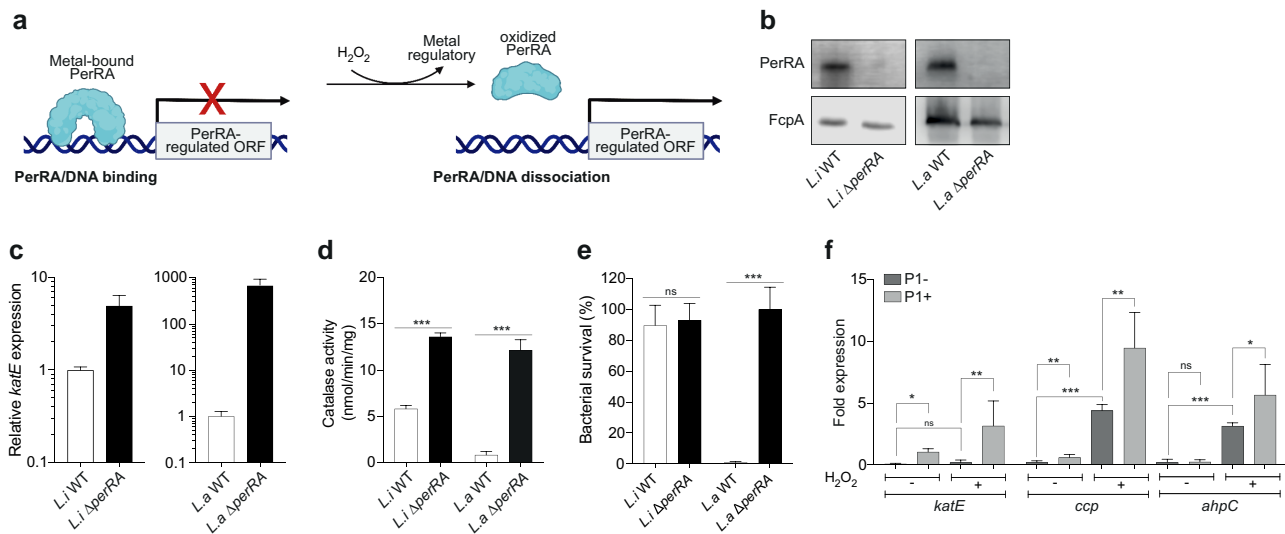 a
Metal-bound
PerRA
PerRA-
regulated ORF
PerRA/DNA binding
H2O2
Metal
regulatory
oxidized
PerRA
PerRA-
regulated ORF
PerRA/DNA dissociation
b
PerRA
FcpA
L.i WT
L.i ΔperRA
L.a WT
L.a ΔperRA
c
Relative katE expression
10
1
0.1
L.i WT
L.i ΔperRA
1000
100
10
1
0.1
L.a WT
L.a ΔperRA
d
Catalase activity
(nmol/min/mg)
20
15
10
5
0
***
***
L.i WT
L.i ΔperRA
L.a WT
L.a ΔperRA
e
Bacterial survival (%)
120
100
80
60
40
20
0
ns
***
L.i WT
L.i ΔperRA
L.a WT
L.a ΔperRA
f
Fold expression
15
10
5
0
P1-
P1+
*
ns
**
**
***
**
ns
***
*
H2O2
- + - + - +
katE ccp ahpC